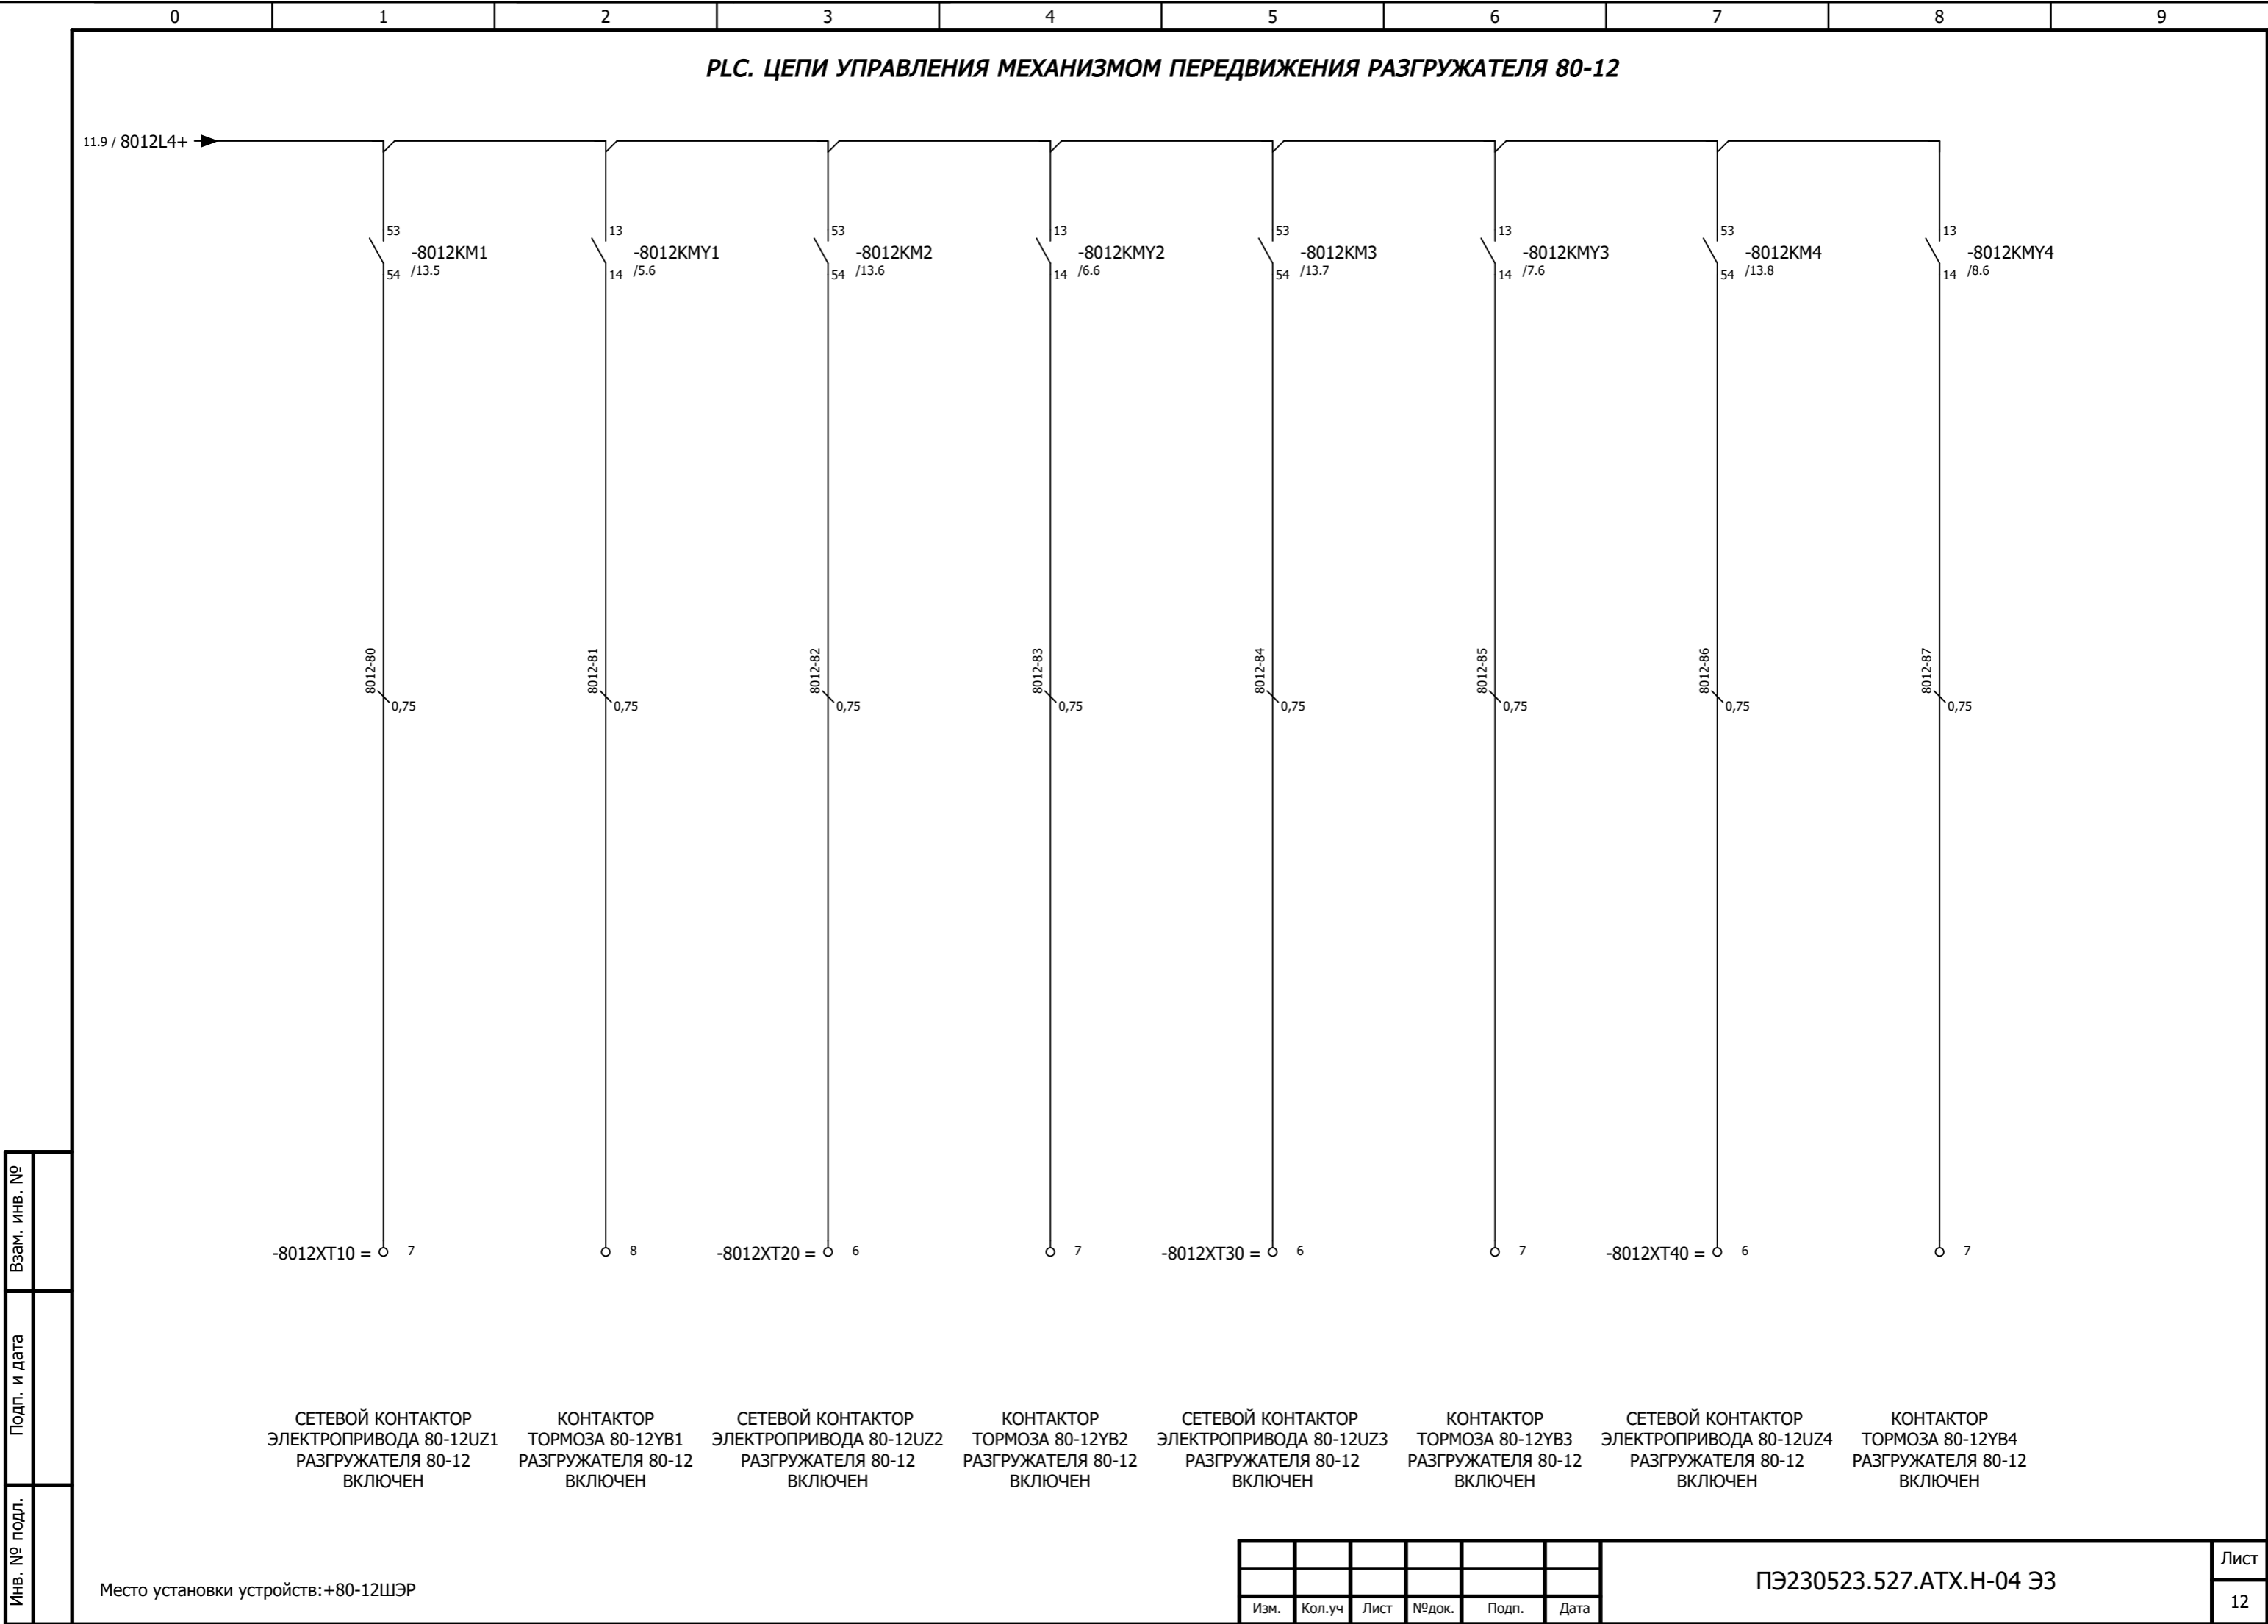 0 1 2 3 4 5 6 7 8 9
PLC. ЦЕПИ УПРАВЛЕНИЯ МЕХАНИЗМОМ ПЕРЕДВИЖЕНИЯ РАЗГРУЖАТЕЛЯ 80-12
11.9 / 8012L4+
53 13 53 13 53 13 53 13
-8012KM1 -8012KMY1 -8012KM2 -8012KMY2 -8012KM3 -8012KMY3 -8012KM4 -8012KMY4
54 /13.5 14 /5.6 54 /13.6 14 /6.6 54 /13.7 14 /7.6 54 /13.8 14 /8.6
8012-80 8012-81 8012-82 8012-83 8012-84 8012-85 8012-86 8012-87
0,75 0,75 0,75 0,75 0,75 0,75 0,75 0,75
-8012XT10 = 7 8 -8012XT20 = 6 7 -8012XT30 = 6 7 -8012XT40 = 6 7
СЕТЕВОЙ КОНТАКТОР
ЭЛЕКТРОПРИВОДА 80-12UZ1
РАЗГРУЖАТЕЛЯ 80-12
ВКЛЮЧЕН
КОНТАКТОР
ТОРМОЗА 80-12YB1
РАЗГРУЖАТЕЛЯ 80-12
ВКЛЮЧЕН
СЕТЕВОЙ КОНТАКТОР
ЭЛЕКТРОПРИВОДА 80-12UZ2
РАЗГРУЖАТЕЛЯ 80-12
ВКЛЮЧЕН
КОНТАКТОР
ТОРМОЗА 80-12YB2
РАЗГРУЖАТЕЛЯ 80-12
ВКЛЮЧЕН
СЕТЕВОЙ КОНТАКТОР
ЭЛЕКТРОПРИВОДА 80-12UZ3
РАЗГРУЖАТЕЛЯ 80-12
ВКЛЮЧЕН
КОНТАКТОР
ТОРМОЗА 80-12YB3
РАЗГРУЖАТЕЛЯ 80-12
ВКЛЮЧЕН
СЕТЕВОЙ КОНТАКТОР
ЭЛЕКТРОПРИВОДА 80-12UZ4
РАЗГРУЖАТЕЛЯ 80-12
ВКЛЮЧЕН
КОНТАКТОР
ТОРМОЗА 80-12YB4
РАЗГРУЖАТЕЛЯ 80-12
ВКЛЮЧЕН
Взам. инв. №
Подп. и дата
Инв. № подл.
Место установки устройств:+80-12ШЭР
Изм. Кол.уч Лист №док. Подп. Дата
ПЭ230523.527.АТХ.Н-04 ЭЗ
Лист
12